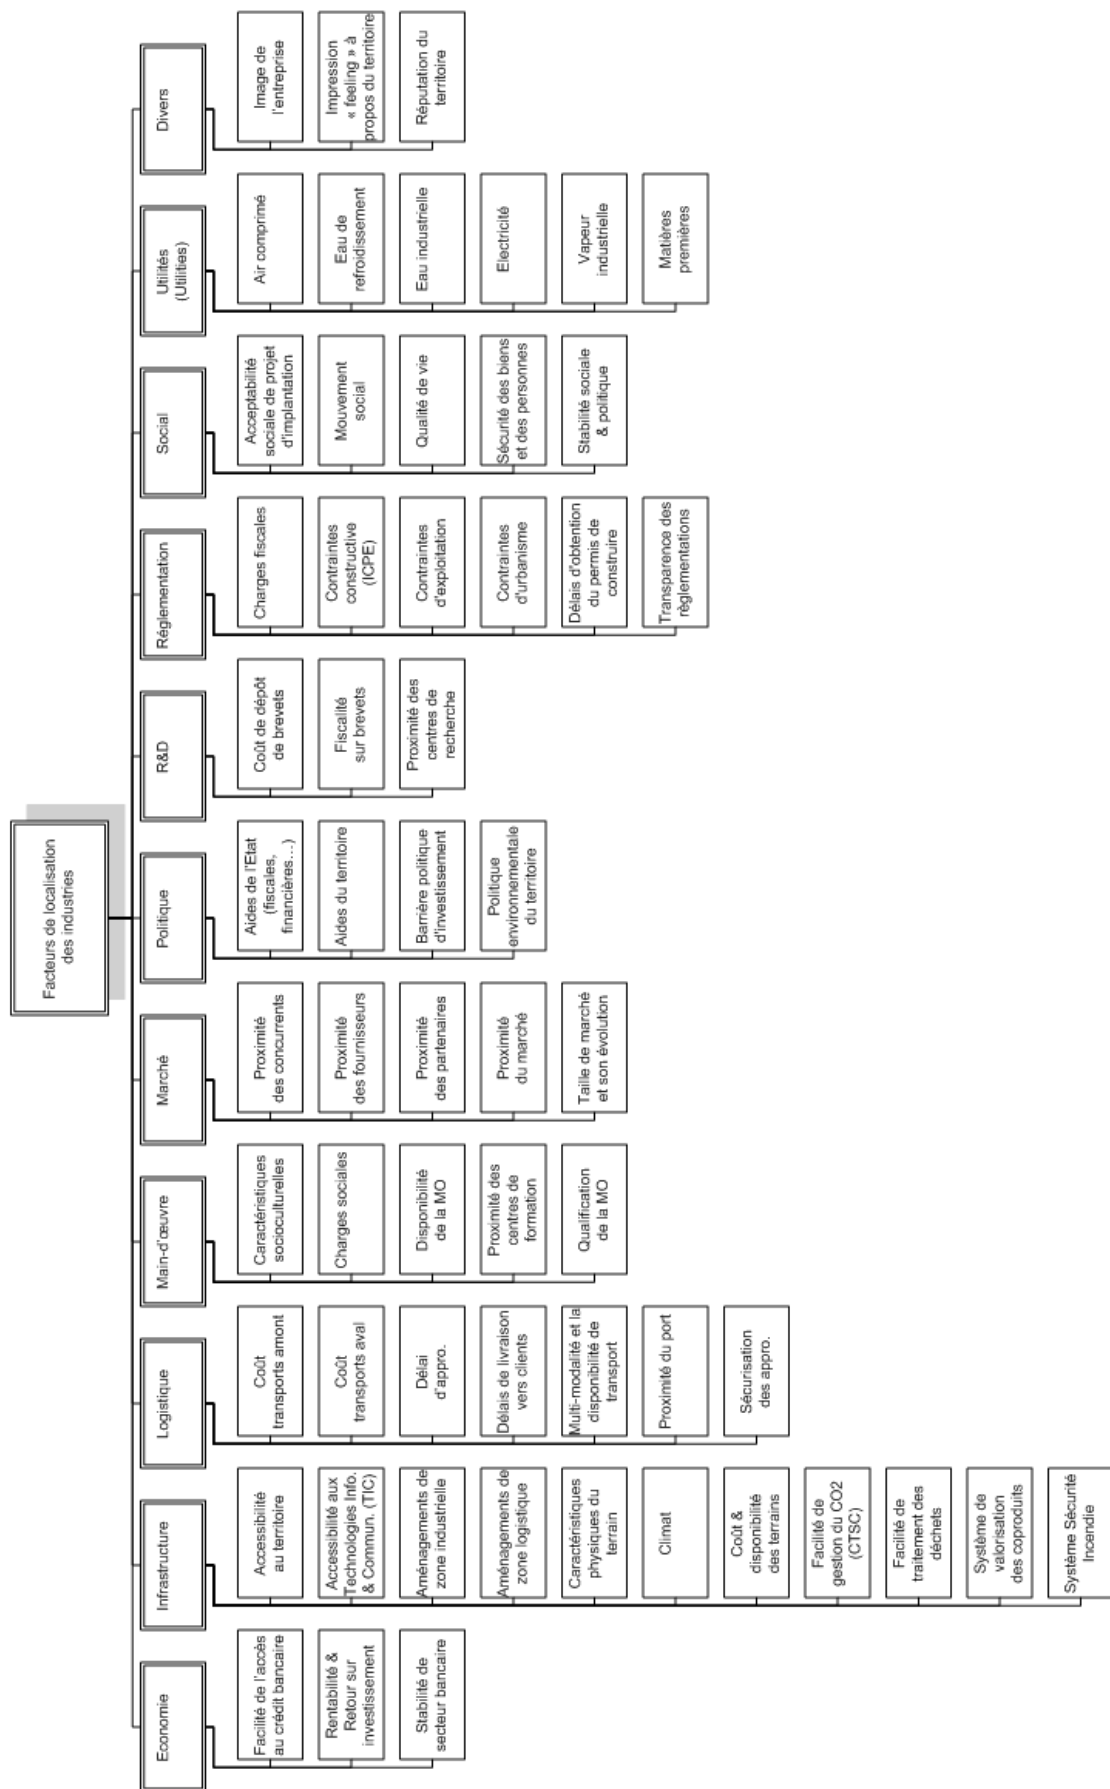 Facteurs de localisation
des industries
Economie
Facilité de l'accès
au crédit bancaire
Rentabilité &
Retour sur
investissement
Stabilité de
secteur bancaire
Infrastructure
Accessibilité
au territoire
Accessibilité aux
Technologies Info.
& Commun. (TIC)
Aménagements de
zone industrielle
Aménagements de
zone logistique
Caractéristiques
physiques du
terrain
Climat
Coût &
disponibilité
des terrains
Facilité de
gestion du CO2
(CTSC)
Facilité de
traitement des
déchets
Système de
valorisation
des coproduits
Système Sécurité
Incendie
Logistique
Coût
transports amont
Coût
transports aval
Délai
d'appro.
Délais de livraison
vers clients
Multi-modalité et la
disponibilité de
transport
Proximité du port
Sécurisation
des appro.
Main-d'œuvre
Caractéristiques
socioculturelles
Charges sociales
Disponibilité
de la MO
Proximité des
centres de
formation
Qualification
de la MO
Marché
Proximité
des concurrents
Proximité
des fournisseurs
Proximité
des partenaires
Proximité
du marché
Taille de marché
et son évolution
Politique
Aides de l'Etat
(fiscales,
financières...)
Aides du territoire
Barrière politique
d'investissement
Politique
environnementale
du territoire
R&D
Coût de dépôt
de brevets
Fiscalité
sur brevets
Proximité des
centres de
recherche
Réglementation
Charges fiscales
Contraintes
constructive
(ICPE)
Contraintes
d'exploitation
Contraintes
d'urbanisme
Délais d'obtention
du permis de
construire
Transparence des
règlementations
Social
Acceptabilité
sociale de projet
d'implantation
Mouvement
social
Qualité de vie
Sécurité des biens
et des personnes
Stabilité sociale
& politique
Utilités
(Utilities)
Air comprimé
Eau de
refroidissement
Eau industrielle
Electricité
Vapeur
industrielle
Matières
premières
Divers
Image de
l'entreprise
Impression
« feeling » à
propos du territoire
Réputation du
territoire